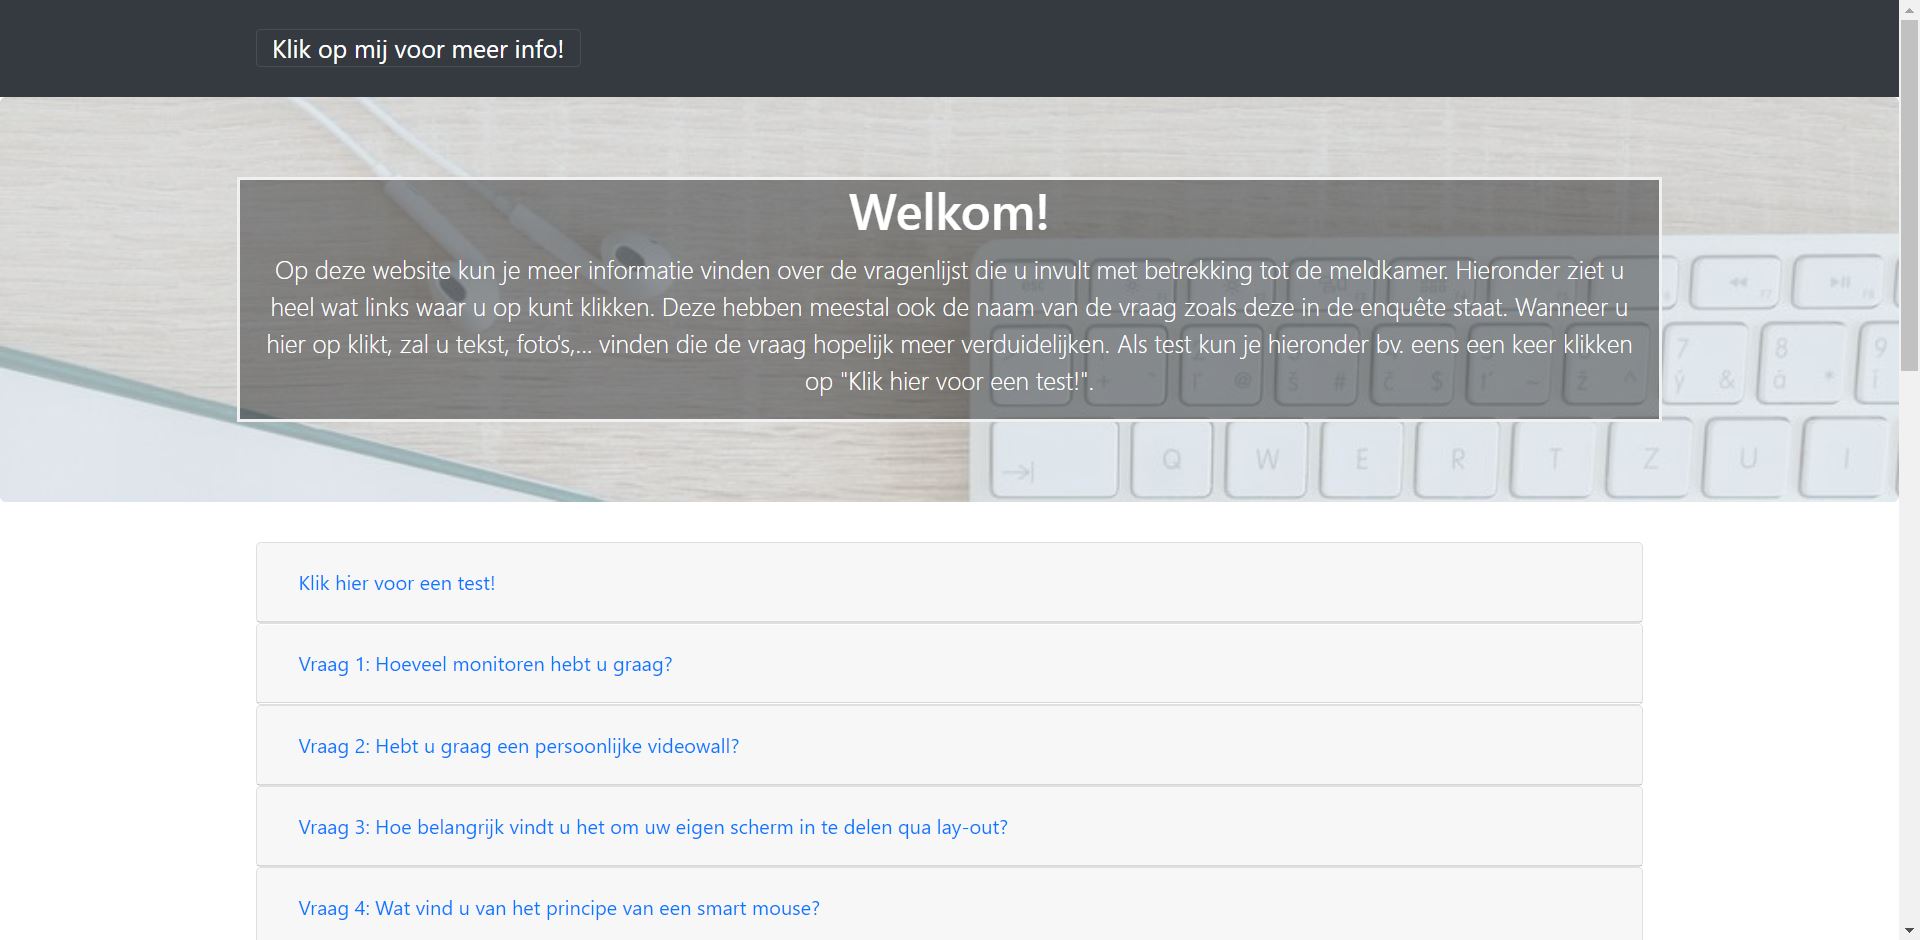 Klik op mij voor meer info!
Welkom!
Op deze website kun je meer informatie vinden over de vragenlijst die u invult met betrekking tot de meldkamer. Hieronder ziet u
heel wat links waar u op kunt klikken. Deze hebben meestal ook de naam van de vraag zoals deze in de enquête staat. Wanneer u
hier op klikt, zal u tekst, foto's,... vinden die de vraag hopelijk meer verduidelijken. Als test kun je hieronder bv. eens een keer klikken
op "Klik hier voor een test!".
7 8 9
ý & á * í
Q W E R T Z U I
Klik hier voor een test!
Vraag 1: Hoeveel monitoren hebt u graag?
Vraag 2: Hebt u graag een persoonlijke videowall?
Vraag 3: Hoe belangrijk vindt u het om uw eigen scherm in te delen qua lay-out?
Vraag 4: Wat vind u van het principe van een smart mouse?